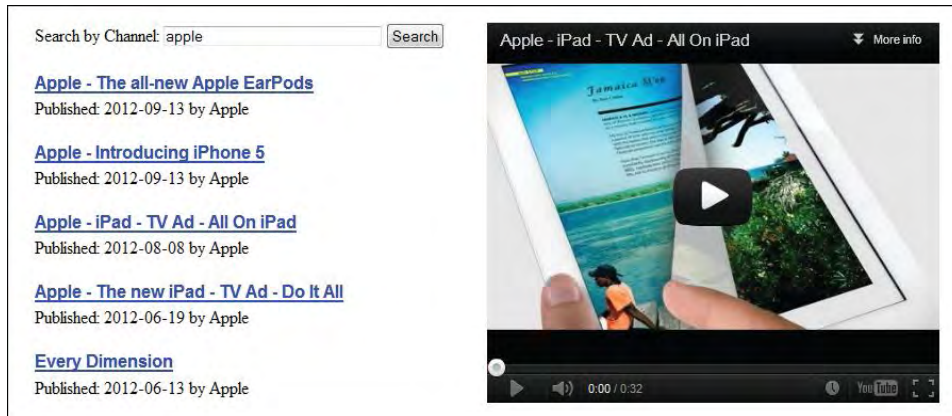 Search by Channel: apple Search
Apple - The all-new Apple EarPods
Published: 2012-09-13 by Apple
Apple - Introducing iPhone 5
Published: 2012-09-13 by Apple
Apple - iPad - TV Ad - All On iPad
Published: 2012-08-08 by Apple
Apple - The new iPad - TV Ad - Do It All
Published: 2012-06-19 by Apple
Every Dimension
Published: 2012-06-13 by Apple
Apple - iPad - TV Ad - All On iPad More info
Jamaica
0:00 / 0:32 YouTube